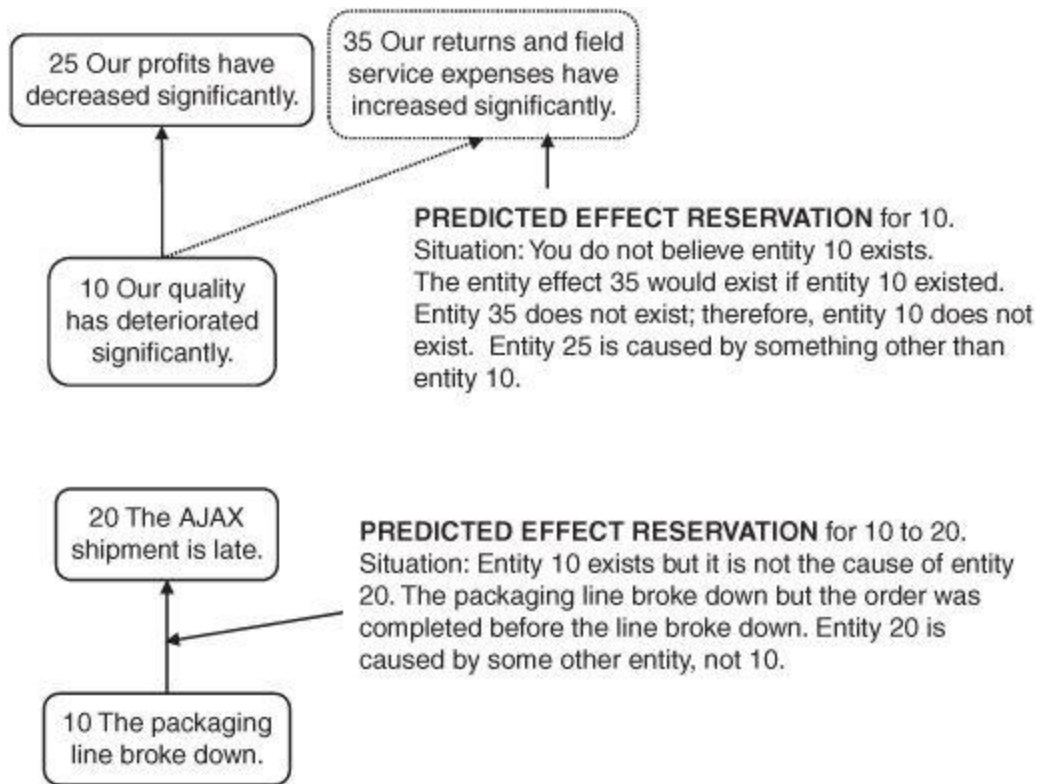 25 Our profits have
decreased significantly.
35 Our returns and field
service expenses have
increased significantly.
10 Our quality
has deteriorated
significantly.
PREDICTED EFFECT RESERVATION for 10.
Situation: You do not believe entity 10 exists.
The entity effect 35 would exist if entity 10 existed.
Entity 35 does not exist; therefore, entity 10 does not
exist. Entity 25 is caused by something other than
entity 10.
20 The AJAX
shipment is late.
PREDICTED EFFECT RESERVATION for 10 to 20.
Situation: Entity 10 exists but it is not the cause of entity
20. The packaging line broke down but the order was
completed before the line broke down. Entity 20 is
caused by some other entity, not 10.
10 The packaging
line broke down.